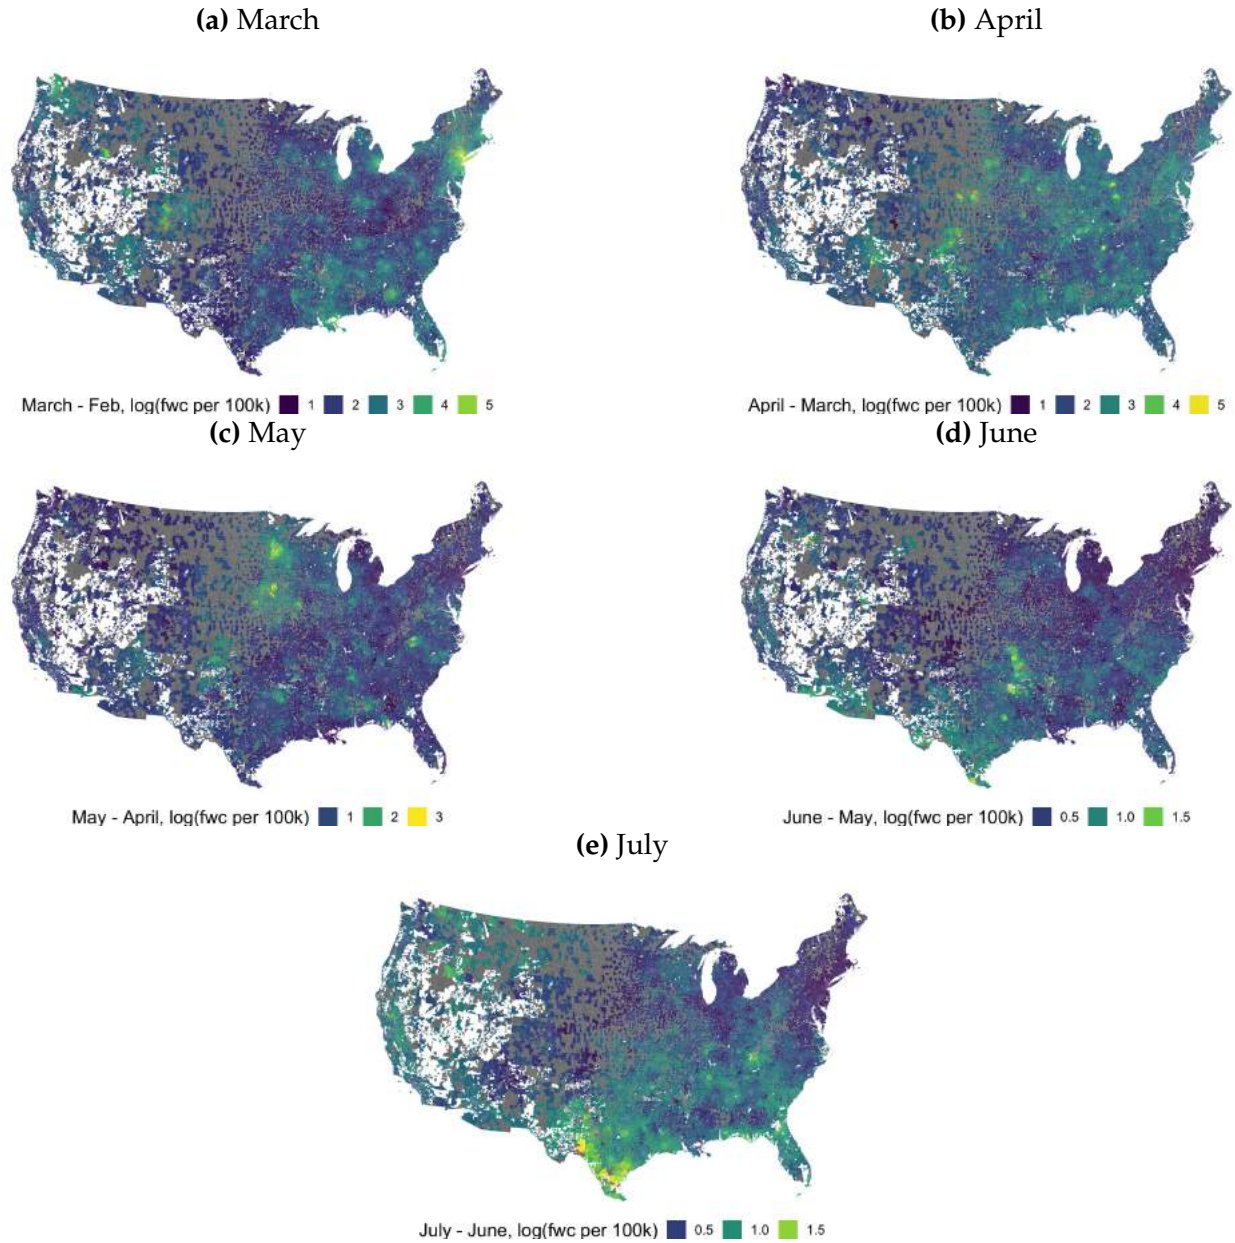 (a) March
(b) April
March - Feb, log(fwc per 100k) 1 2 3 4 5
April - March, log(fwc per 100k) 1 2 3 4 5
(c) May
(d) June
May - April, log(fwc per 100k) 1 2 3
June - May, log(fwc per 100k) 0.5 1.0 1.5
(e) July
July - June, log(fwc per 100k) 0.5 1.0 1.5